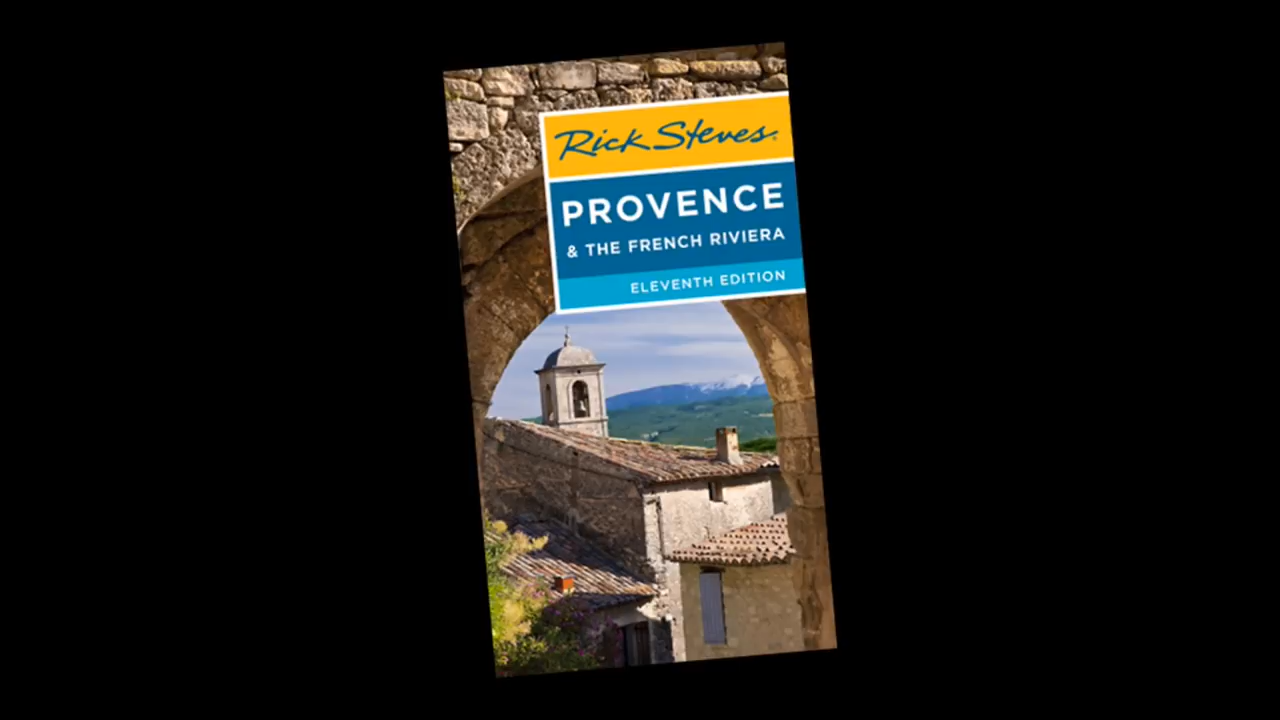 Rick Steves
PROVENCE
& THE FRENCH RIVIERA
ELEVENTH EDITION